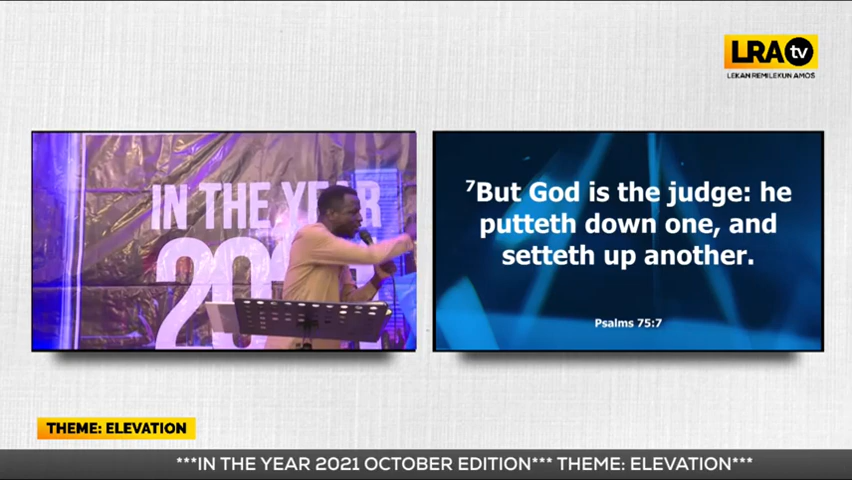 LRA tv
LEKAN REMILEKUN AMOS
IN THE YEAR
20
7But God is the judge: he
putteth down one, and
setteth up another.
Psalms 75:7
THEME: ELEVATION
***IN THE YEAR 2021 OCTOBER EDITION*** THEME: ELEVATION***